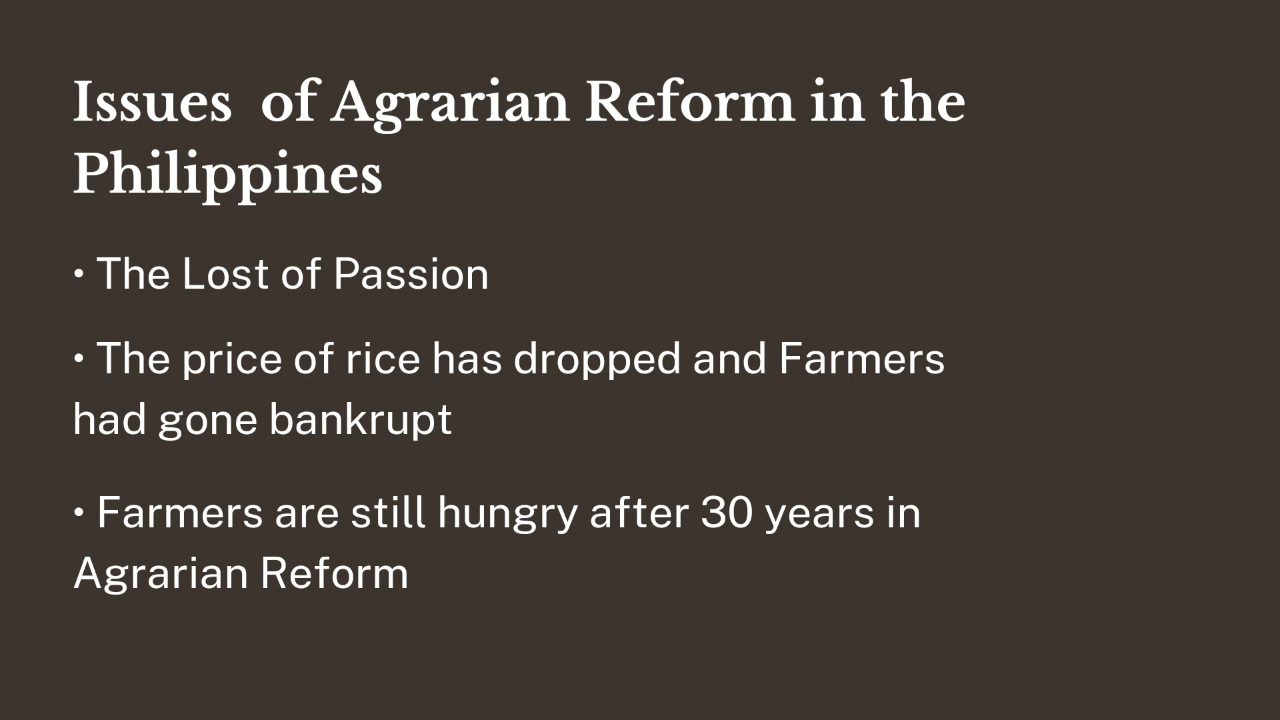 Issues  of Agrarian Reform in the
Philippines
• The Lost of Passion
• The price of rice has dropped and Farmers
had gone bankrupt
• Farmers are still hungry after 30 years in
Agrarian Reform